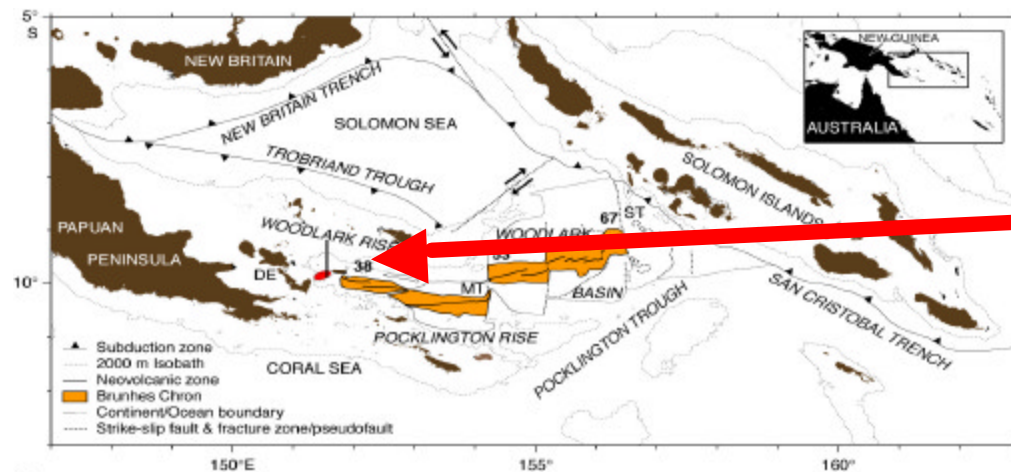 5°
S
NEW BRITAIN
NEW GUINEA
AUSTRALIA
NEW BRITAIN TRENCH
SOLOMON SEA
TROBRIAND TROUGH
SOLOMON ISLANDS
PAPUAN
PENINSULA
WOODLARK RISE
WOODLARK
67
ST
DE
38
10°
MT
BASIN
POCKLINGTON RISE
POCKLINGTON TROUGH
SAN CRISTOBAL TRENCH
CORAL SEA
Subduction zone
2000 m Isobath
Neovolcanic zone
Brunhes Chron
Continent/Ocean boundary
Strike-slip fault & fracture zone/pseudofault
150°E
155°
160°